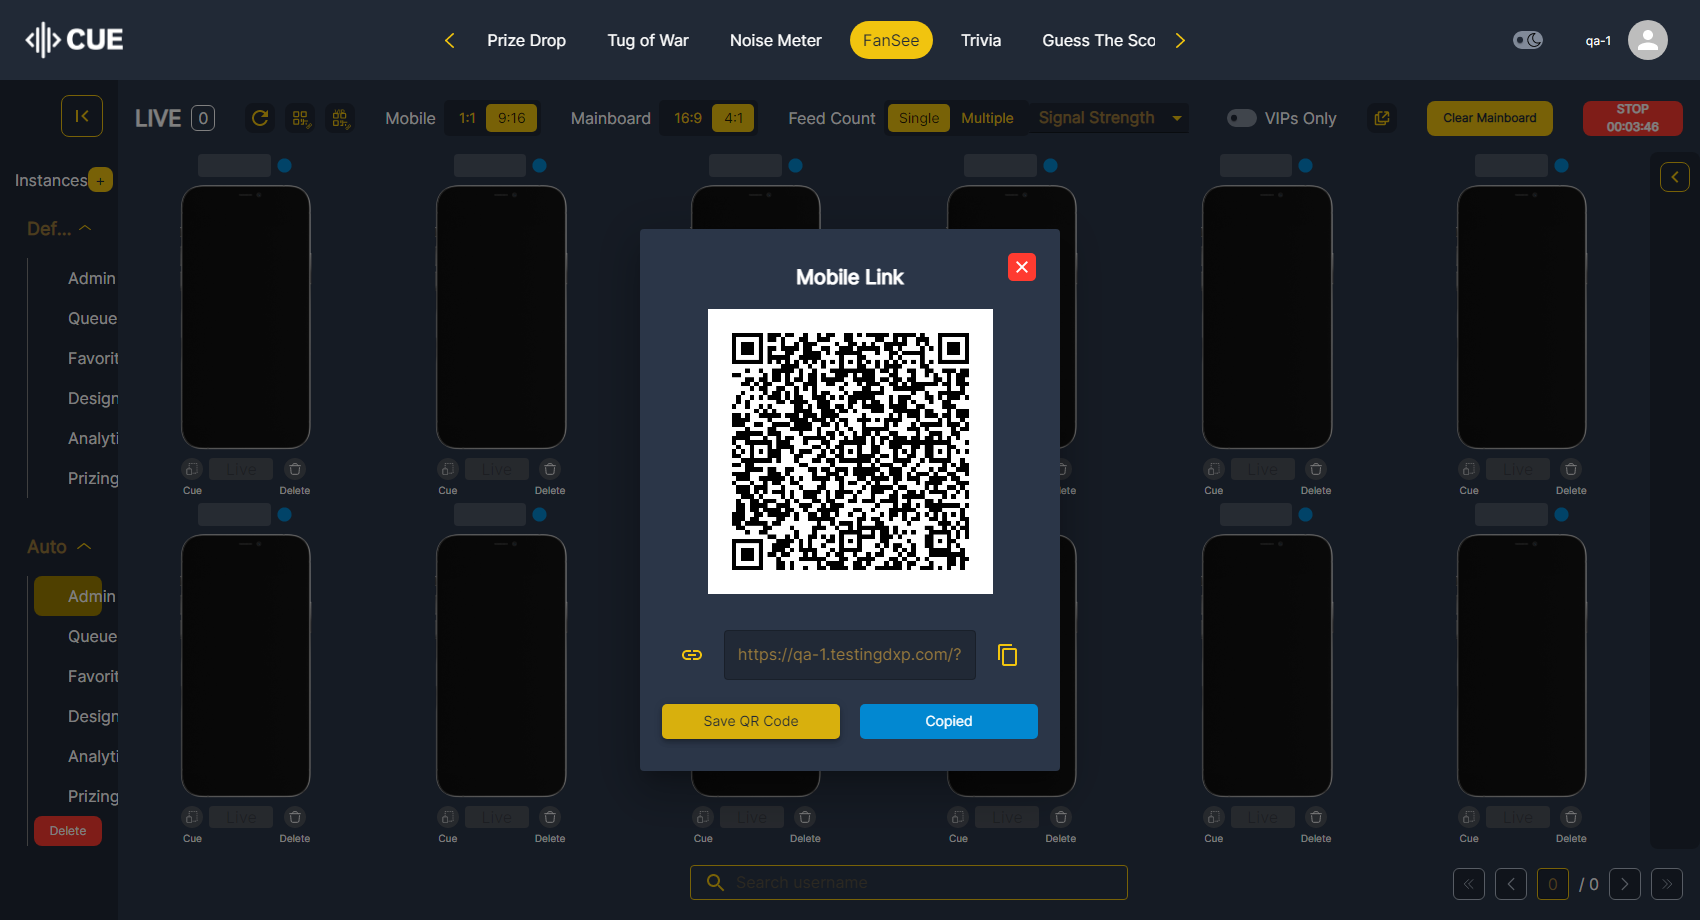 CUE
Prize Drop
Tug of War
Noise Meter
FanSee
Trivia
Guess The Sco
qa-1
LIVE 0
Mobile 1:1 9:16
Mainboard 16:9 4:1
Feed Count Single Multiple
Signal Strength
VIPs Only
Clear Mainboard
STOP
00:03:46
Instances +
Def...
Admin
Queue
Favorit
Design
Analyti
Prizing
Auto
Admin
Queue
Favorit
Design
Analyti
Prizing
Delete
Live
Cue Delete
Live
Cue Delete
ete
Live
Cue Delete
Live
Cue Delete
Mobile Link
https://qa-1.testingdxp.com/?
Save QR Code
Copied
Live
Cue Delete
Live
Cue Delete
Live
Cue Delete
Live
Cue Delete
Live
Cue Delete
Live
Cue Delete
Search username
0 / 0